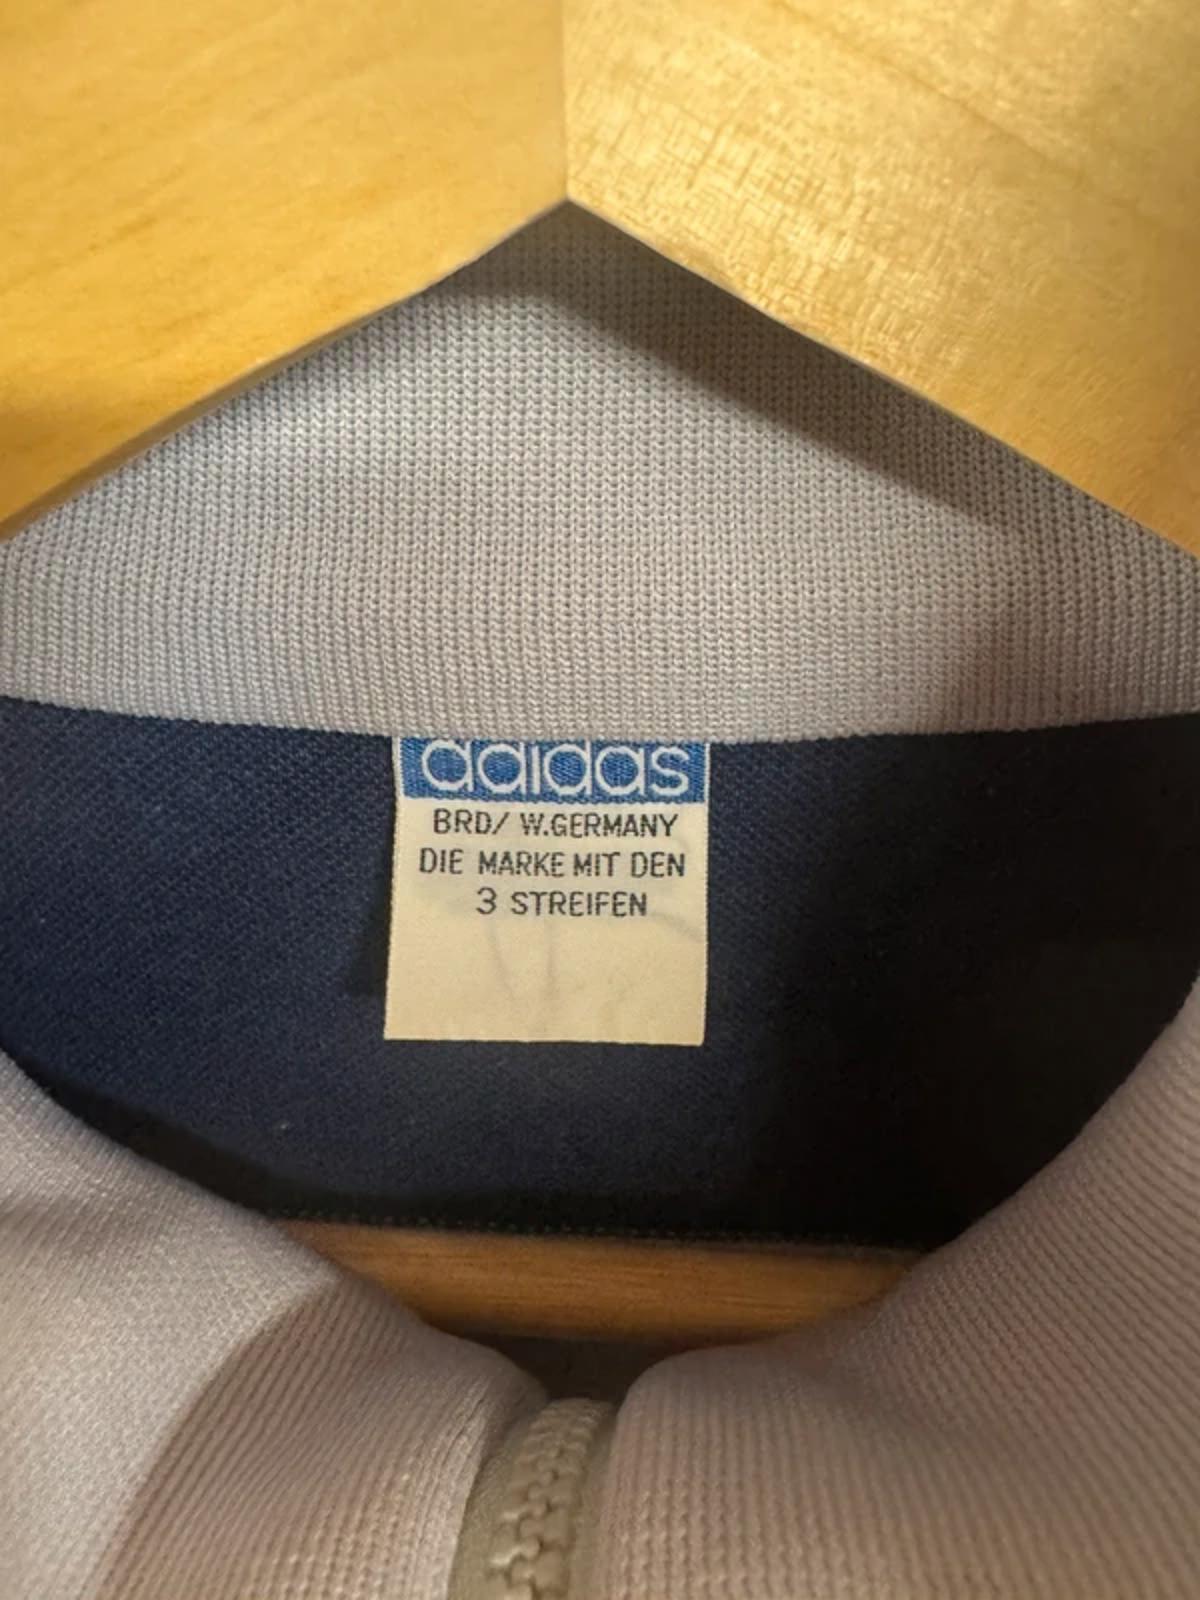 adidas
BRD/ W.GERMANY
DIE MARKE MIT DEN
3 STREIFEN